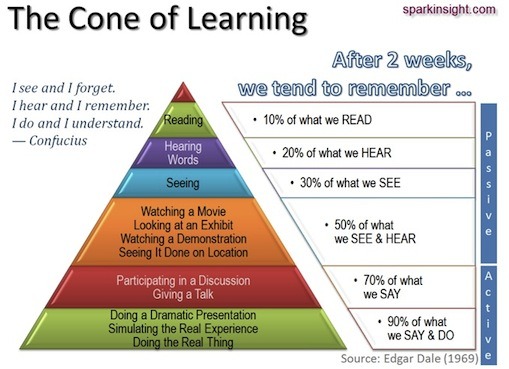 The Cone of Learning
sparkinsight.com
After 2 weeks,
we tend to remember ...
I see and I forget.
I hear and I remember.
I do and I understand.
— Confucius
Reading
• 10% of what we READ
Hearing
Words
• 20% of what we HEAR
Seeing
• 30% of what we SEE
Watching a Movie
Looking at an Exhibit
Watching a Demonstration
Seeing It Done on Location
• 50% of what
we SEE & HEAR
Participating in a Discussion
Giving a Talk
• 70% of what
we SAY
Doing a Dramatic Presentation
Simulating the Real Experience
Doing the Real Thing
• 90% of what
we SAY & DO
Passive
Active
Source: Edgar Dale (1969)